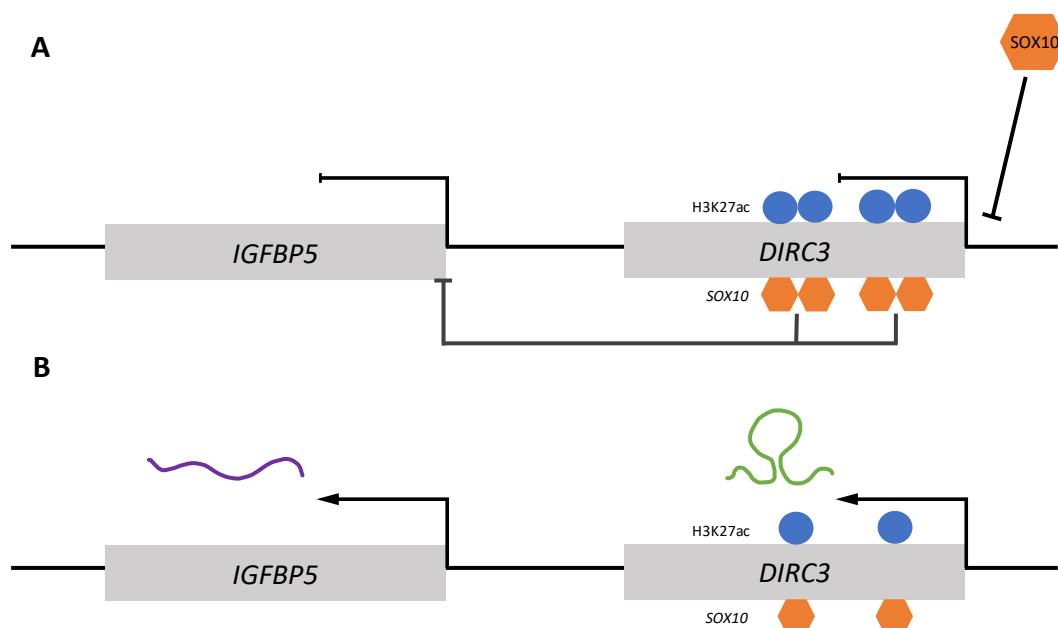 A
SOX10
H3K27ac
IGFBP5
DIRC3
SOX10
B
H3K27ac
IGFBP5
DIRC3
SOX10